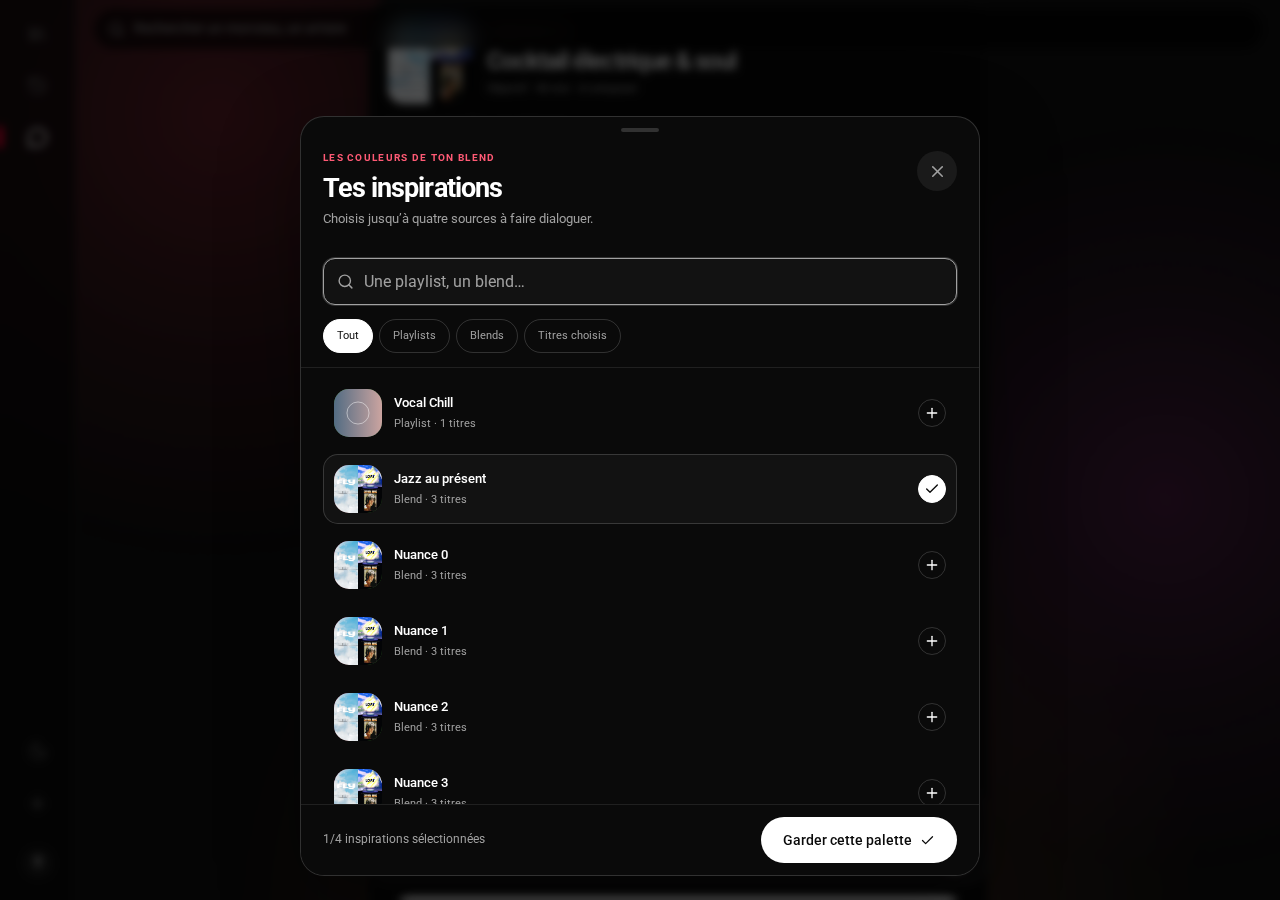 Cocktail électrique & soul
LES COULEURS DE TON BLEND
Tes inspirations
Choisis jusqu’à quatre sources à faire dialoguer.
Une playlist, un blend…
Tout
Playlists
Blends
Titres choisis
Vocal Chill
Playlist · 1 titres
Jazz au présent
Blend · 3 titres
Nuance 0
Blend · 3 titres
Nuance 1
Blend · 3 titres
Nuance 2
Blend · 3 titres
Nuance 3
Blend · 3 titres
1/4 inspirations sélectionnées
Garder cette palette